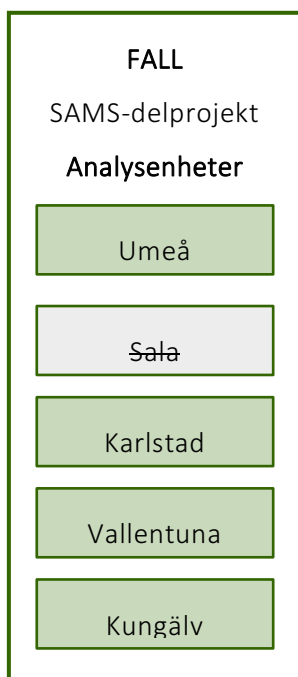 FALL
SAMS-delprojekt
Analysenheter
Umeå
Sala
Karlstad
Vallentuna
Kungälv